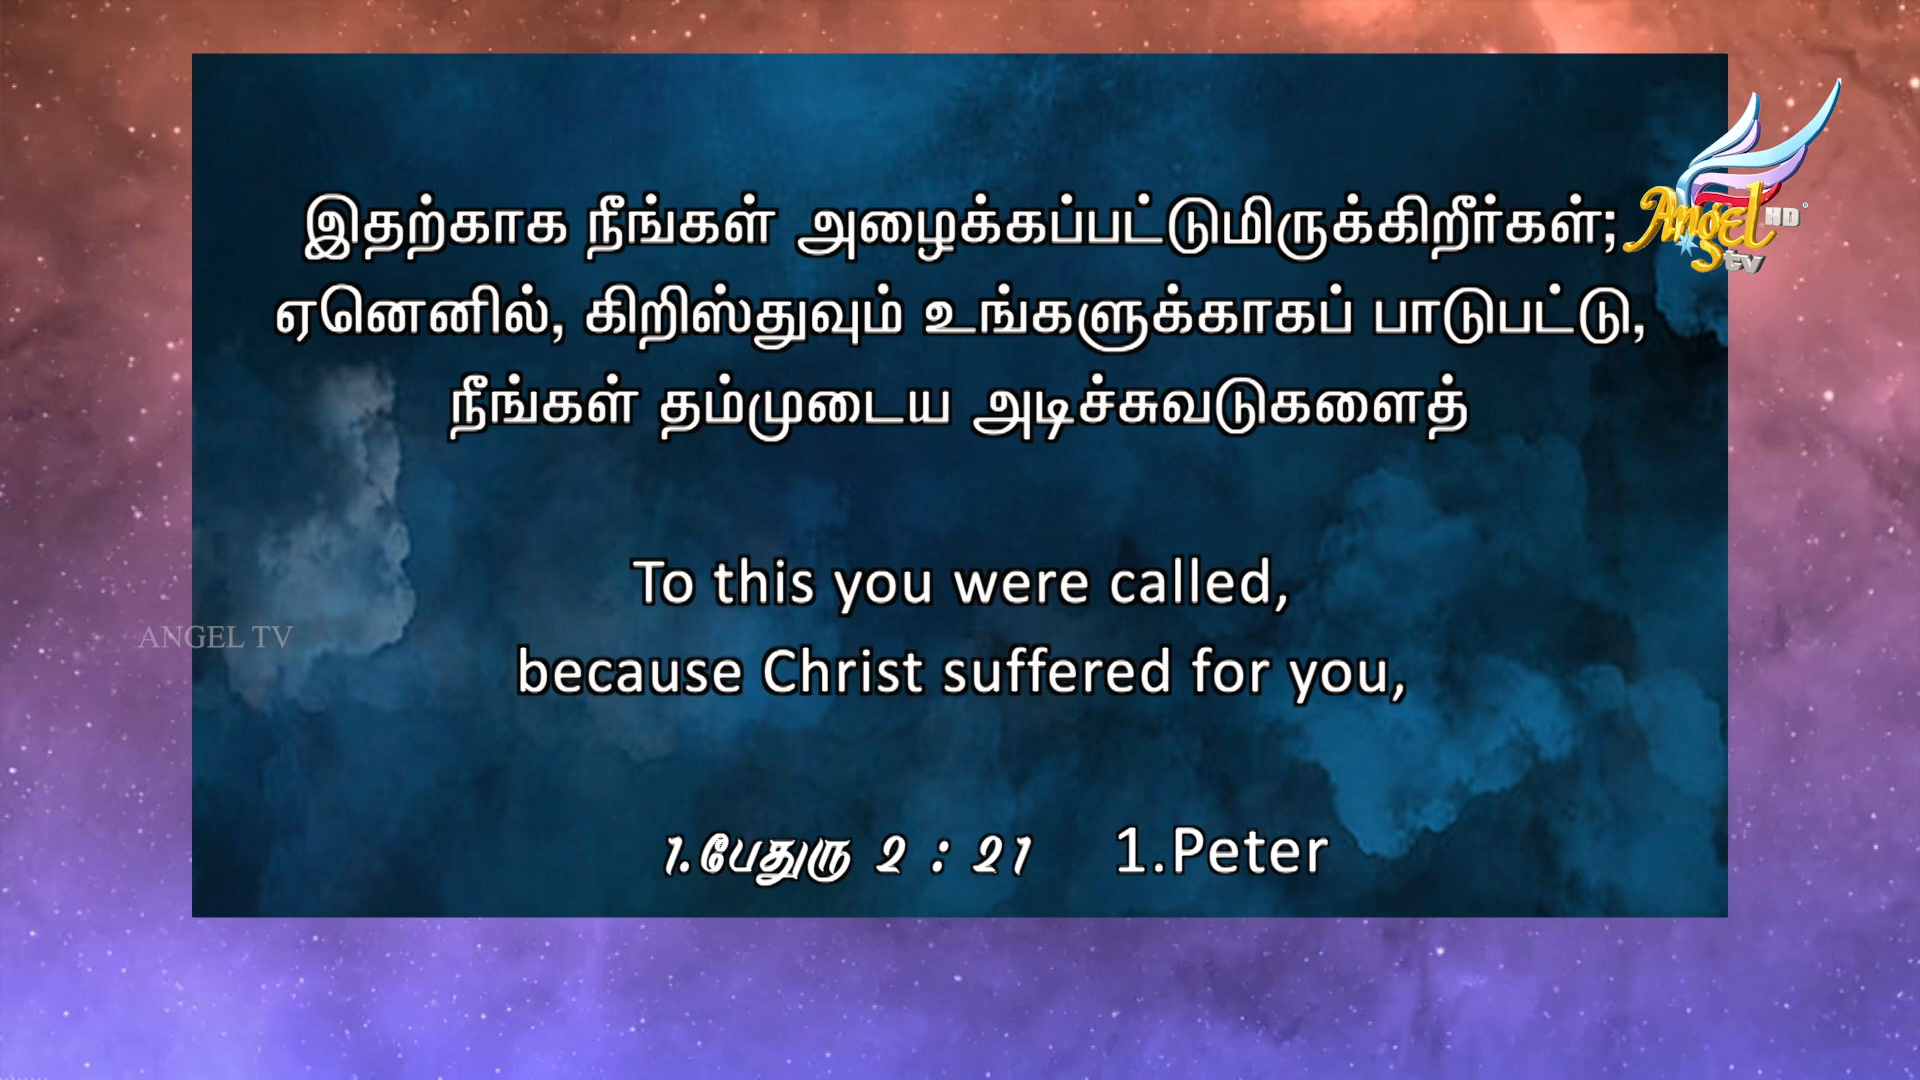 இதற்காக நீங்கள் அழைக்கப்பட்டுமிருக்கிறீர்கள்;
ஏனெனில், கிறிஸ்துவும் உங்களுக்காகப் பாடுபட்டு,
நீங்கள் தம்முடைய அடிச்சுவடுகளைத்
To this you were called,
because Christ suffered for you,
1.பேதுரு 2 : 21 1.Peter
Angel HD
tv
ANGEL TV